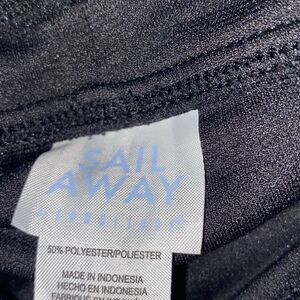 SAIL
AWAY
50% POLYESTER/POLIESTER
MADE IN INDONESIA
HECHO EN INDONESIA